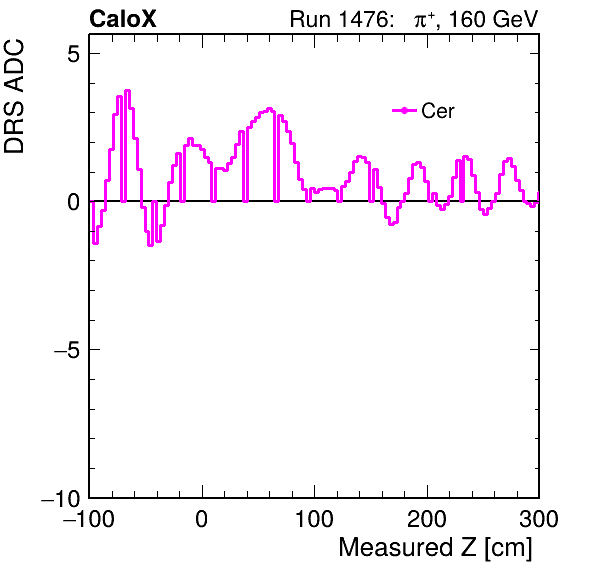 CaloX Run 1476: π⁺, 160 GeV
DRS ADC
5
Cer
0
−5
−10
−100 0 100 200 300
Measured Z [cm]